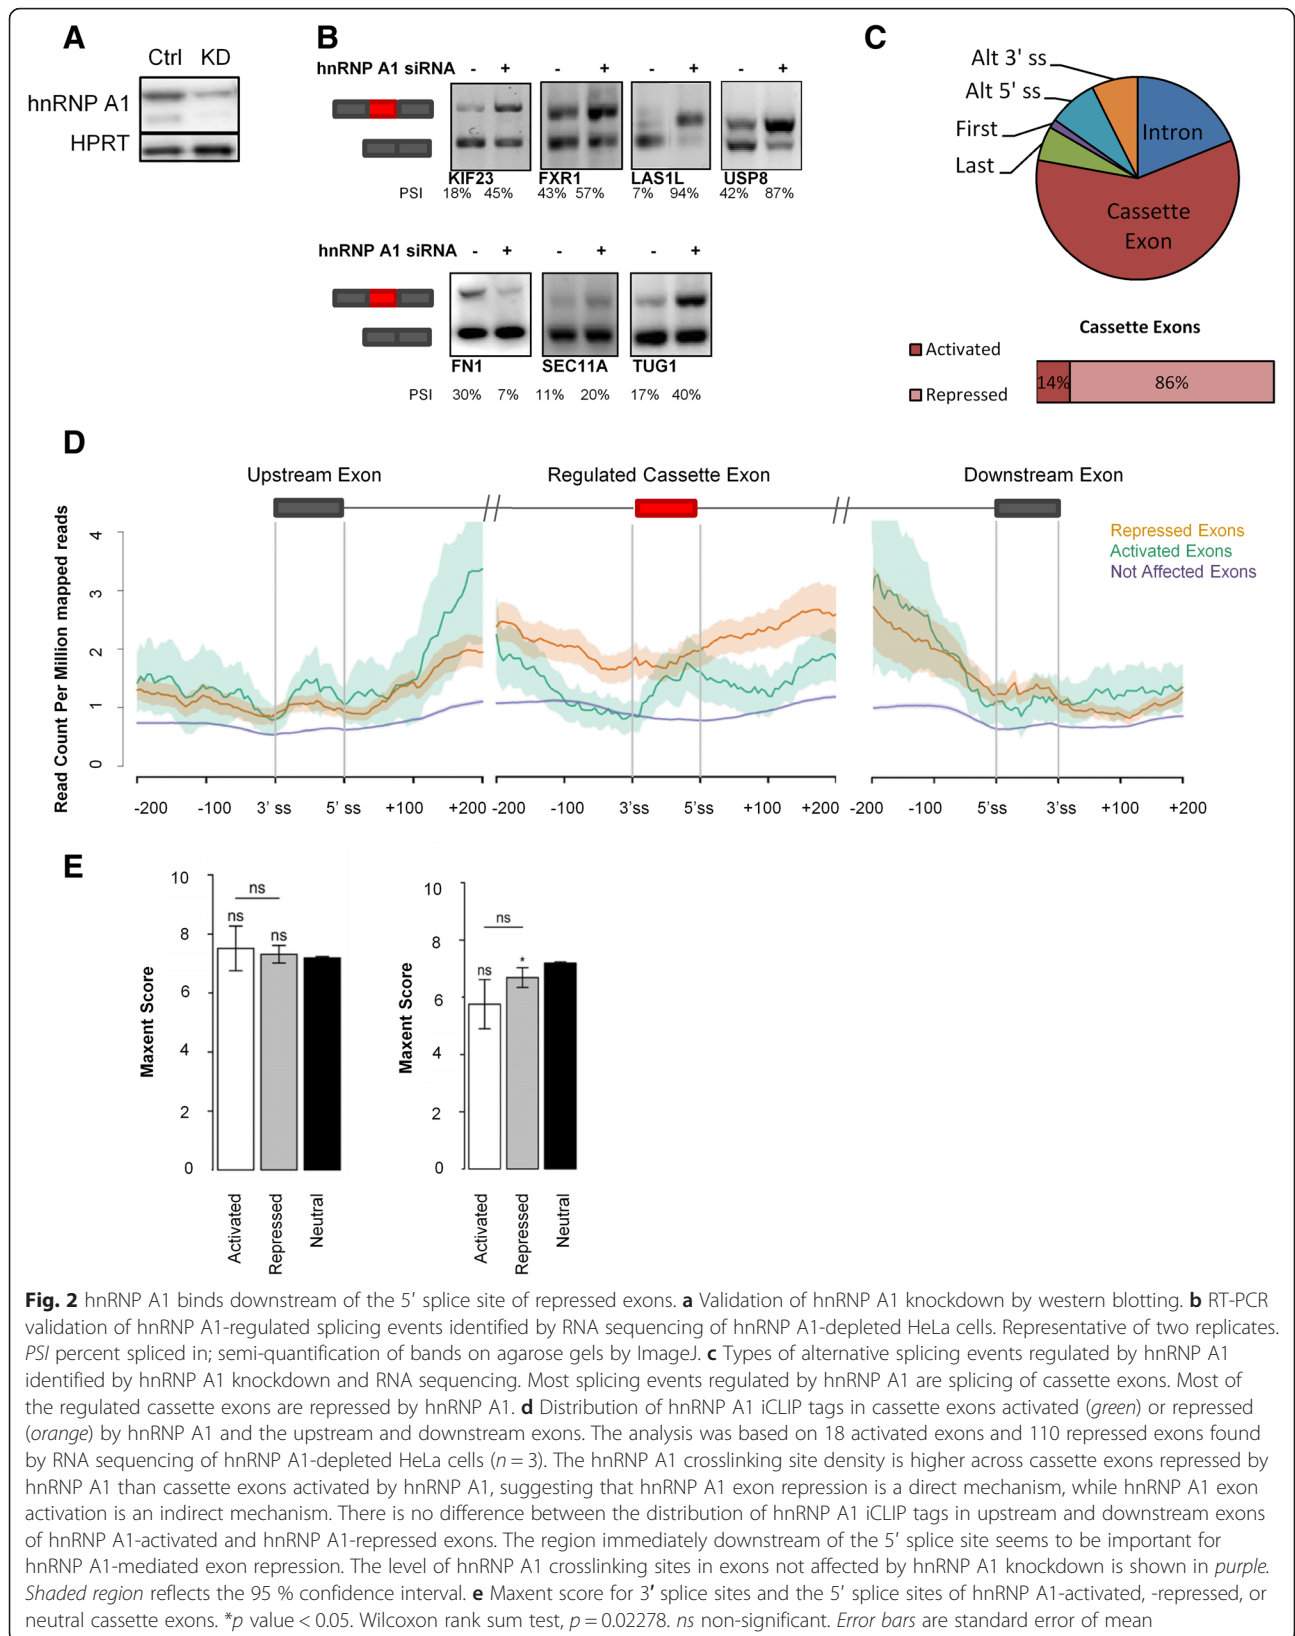 A
Ctrl KD
hnRNP A1
HPRT
B
hnRNP A1 siRNA - + - + - + - +
KIF23 FXR1 LAS1L USP8
PSI 18% 45% 43% 57% 7% 94% 42% 87%
hnRNP A1 siRNA - + - + - +
FN1 SEC11A TUG1
PSI 30% 7% 11% 20% 17% 40%
C
Alt 3' ss
Alt 5' ss
First
Last
Intron
Cassette
Exon
Cassette Exons
Activated
Repressed
14% 86%
D
Upstream Exon Regulated Cassette Exon Downstream Exon
Repressed Exons
Activated Exons
Not Affected Exons
Read Count Per Million mapped reads
4
3
2
1
0
-200 -100 3' ss 5' ss +100 +200 -200 -100 3'ss 5'ss +100 +200 -200 -100 5'ss 3'ss +100 +200
E
Maxent Score
10
8
6
4
2
0
ns
ns
ns
Activated
Repressed
Neutral
Maxent Score
10
8
6
4
2
0
ns
ns
*
Activated
Repressed
Neutral
Fig. 2 hnRNP A1 binds downstream of the 5′ splice site of repressed exons. a Validation of hnRNP A1 knockdown by western blotting. b RT-PCR
validation of hnRNP A1-regulated splicing events identified by RNA sequencing of hnRNP A1-depleted HeLa cells. Representative of two replicates.
PSI percent spliced in; semi-quantification of bands on agarose gels by ImageJ. c Types of alternative splicing events regulated by hnRNP A1
identified by hnRNP A1 knockdown and RNA sequencing. Most splicing events regulated by hnRNP A1 are splicing of cassette exons. Most of
the regulated cassette exons are repressed by hnRNP A1. d Distribution of hnRNP A1 iCLIP tags in cassette exons activated (green) or repressed
(orange) by hnRNP A1 and the upstream and downstream exons. The analysis was based on 18 activated exons and 110 repressed exons found
by RNA sequencing of hnRNP A1-depleted HeLa cells (n = 3). The hnRNP A1 crosslinking site density is higher across cassette exons repressed by
hnRNP A1 than cassette exons activated by hnRNP A1, suggesting that hnRNP A1 exon repression is a direct mechanism, while hnRNP A1 exon
activation is an indirect mechanism. There is no difference between the distribution of hnRNP A1 iCLIP tags in upstream and downstream exons
of hnRNP A1-activated and hnRNP A1-repressed exons. The region immediately downstream of the 5′ splice site seems to be important for
hnRNP A1-mediated exon repression. The level of hnRNP A1 crosslinking sites in exons not affected by hnRNP A1 knockdown is shown in purple.
Shaded region reflects the 95 % confidence interval. e Maxent score for 3′ splice sites and the 5′ splice sites of hnRNP A1-activated, -repressed, or
neutral cassette exons. *p value < 0.05. Wilcoxon rank sum test, p = 0.02278. ns non-significant. Error bars are standard error of mean